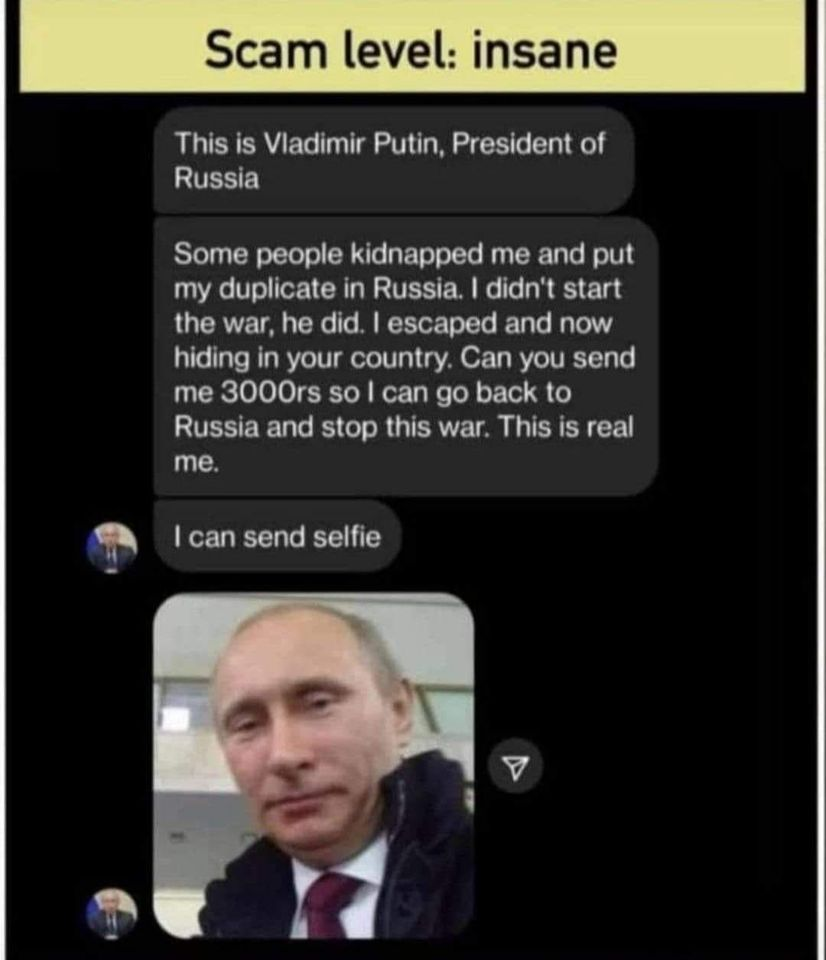 Scam level: insane
This is Vladimir Putin, President of
Russia
Some people kidnapped me and put
my duplicate in Russia. I didn't start
the war, he did. I escaped and now
hiding in your country. Can you send
me 3000rs so I can go back to
Russia and stop this war. This is real
me.
I can send selfie